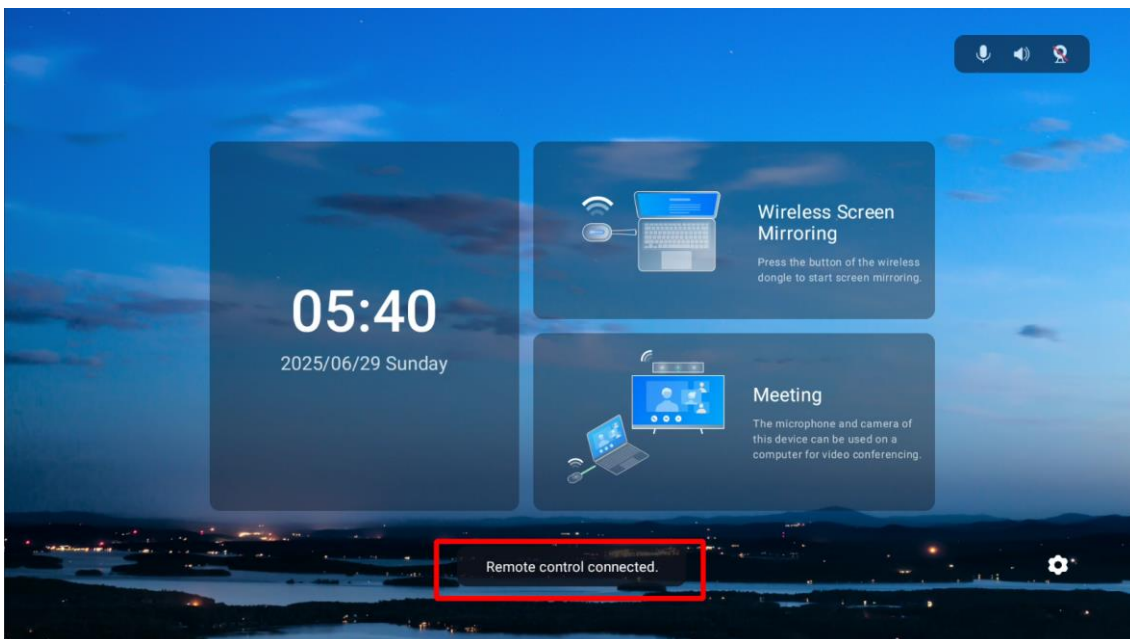 05:40
2025/06/29 Sunday
Wireless Screen
Mirroring
Press the button of the wireless
dongle to start screen mirroring.
Meeting
The microphone and camera of
this device can be used on a
computer for video conferencing.
Remote control connected.